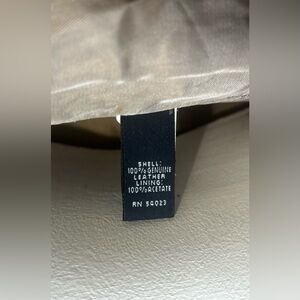 SHELL:
100% GENUINE
LEATHER
LINING:
100% ACETATE
RN 54023